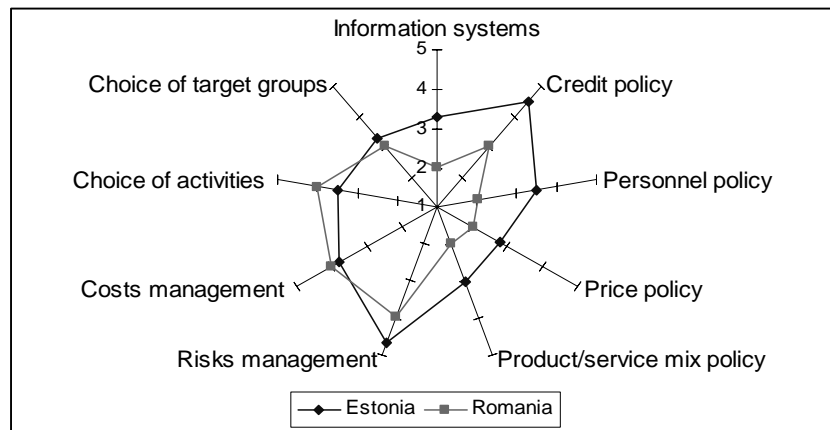 Information systems
5
Choice of target groups
Credit policy
4
3
2
Choice of activities
Personnel policy
1
Costs management
Price policy
Risks management
Product/service mix policy
Estonia
Romania